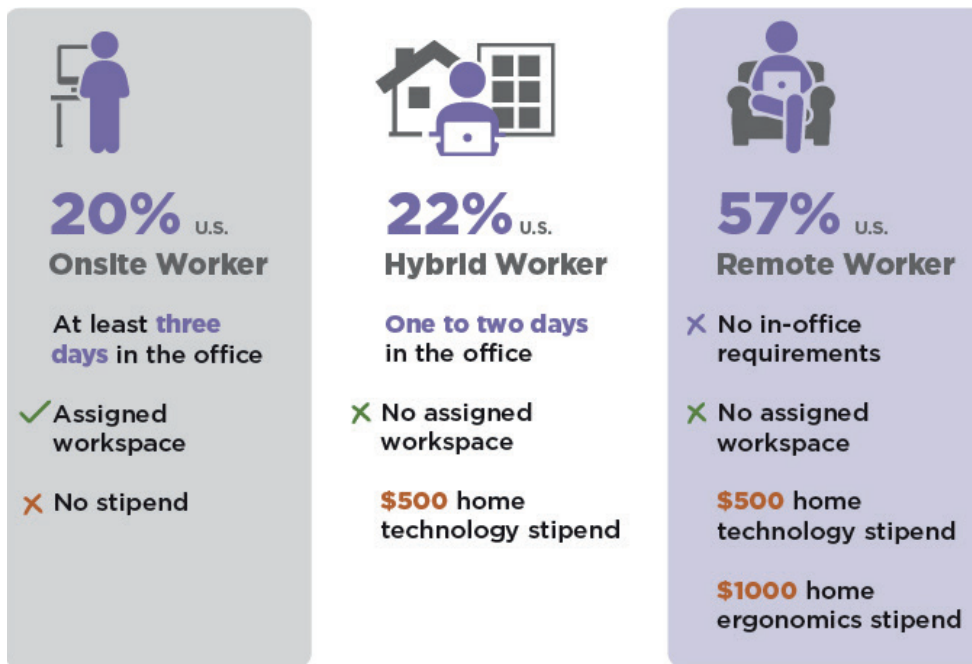 20% U.S.
Onsite Worker
At least three
days in the office
Assigned
workspace
No stipend
22% U.S.
Hybrid Worker
One to two days
in the office
No assigned
workspace
$500 home
technology stipend
57% U.S.
Remote Worker
No in-office
requirements
No assigned
workspace
$500 home
technology stipend
$1000 home
ergonomics stipend